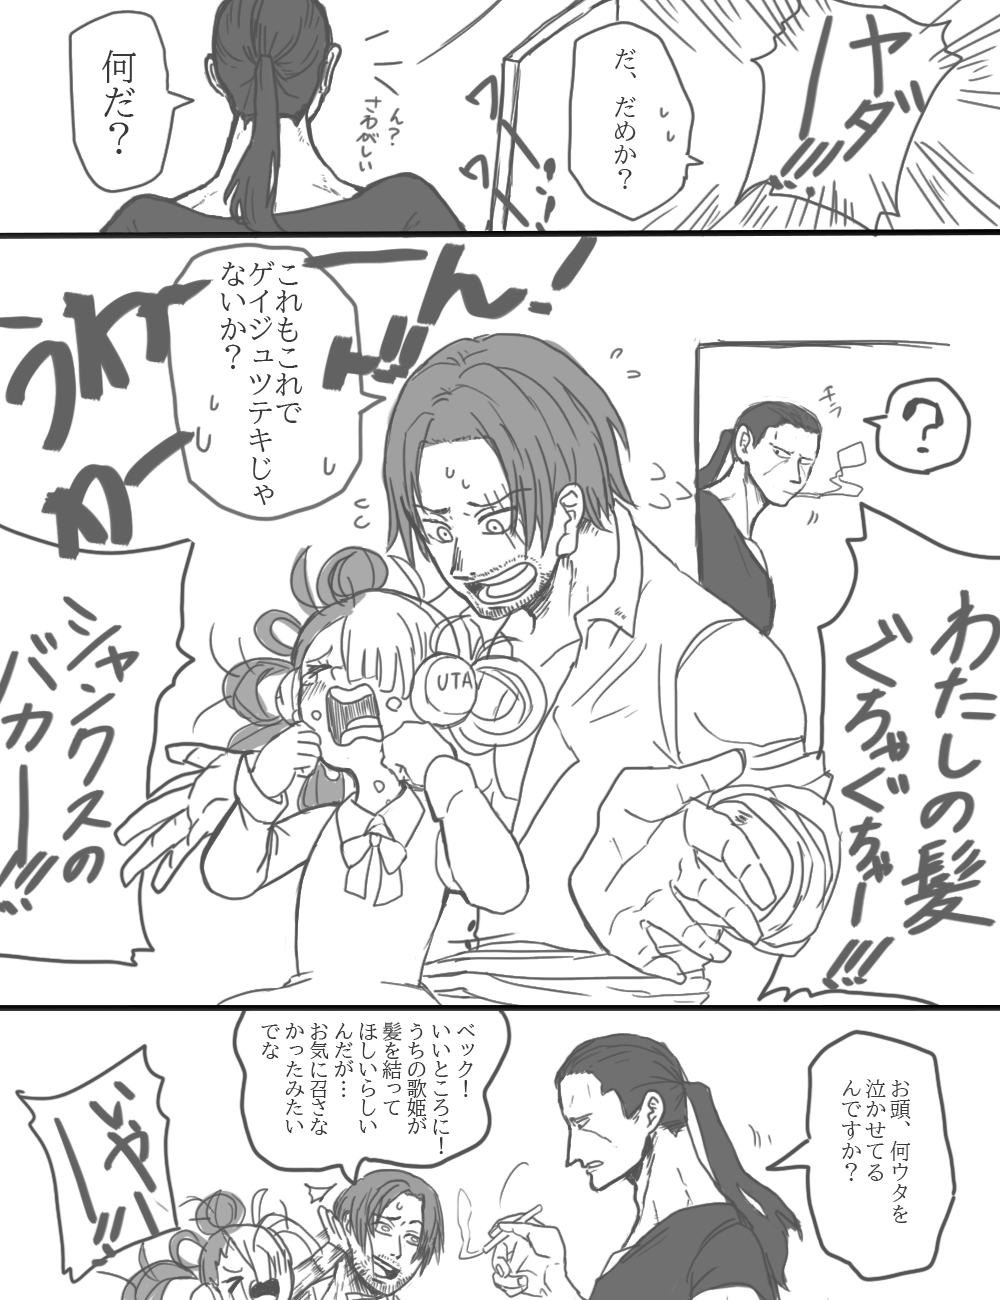 ヤダ
ーー!!!!
だ、だめか？
ん？
さわがしい
何だ？
？
チラ
わたしの髪
ぐちゃぐちゃー!!!
うわーーん!!
これもこれで
ゲイジュツテキじゃ
ないか？
UTA
シャンクスの
バカー!!!
お頭、何ウタを
泣かせてる
んですか？
ベック！
いいところに！
うちの歌姫が
髪を結って
ほしいらしい
んだが…
お気に召さな
かったみたい
でな
いやーーー!!!